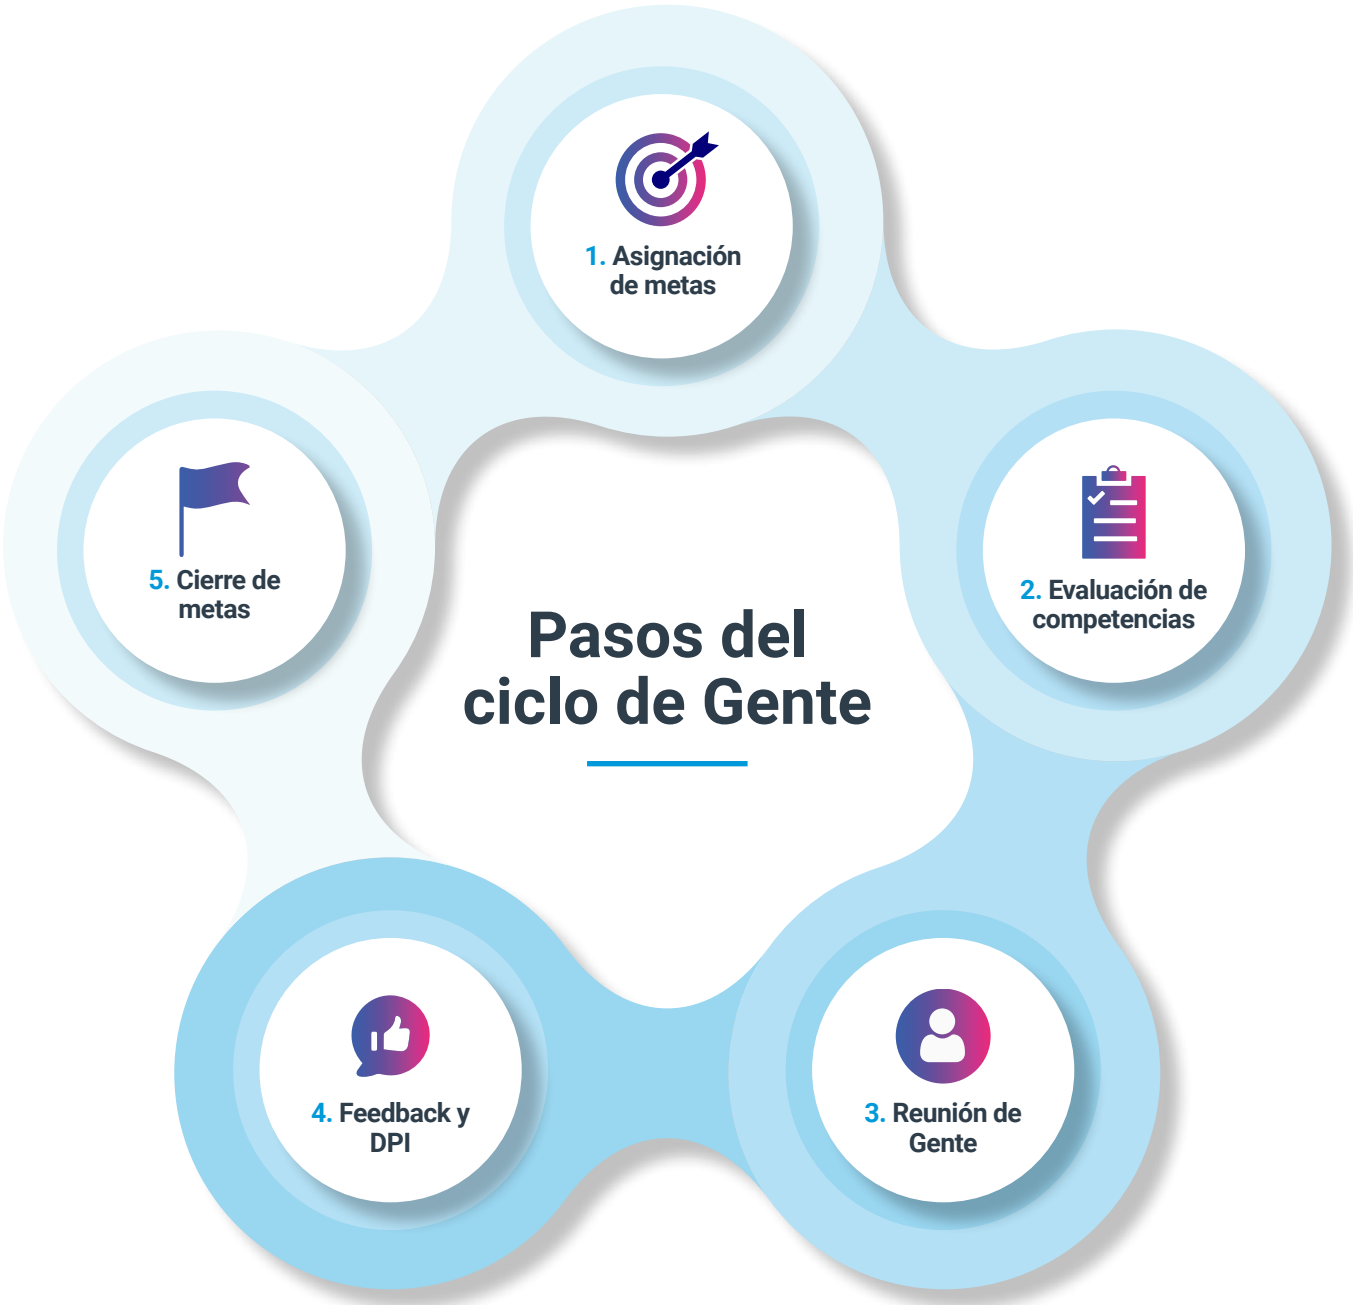 1. Asignación
de metas
2. Evaluación de
competencias
3. Reunión de
Gente
4. Feedback y
DPI
5. Cierre de
metas
Pasos del
ciclo de Gente